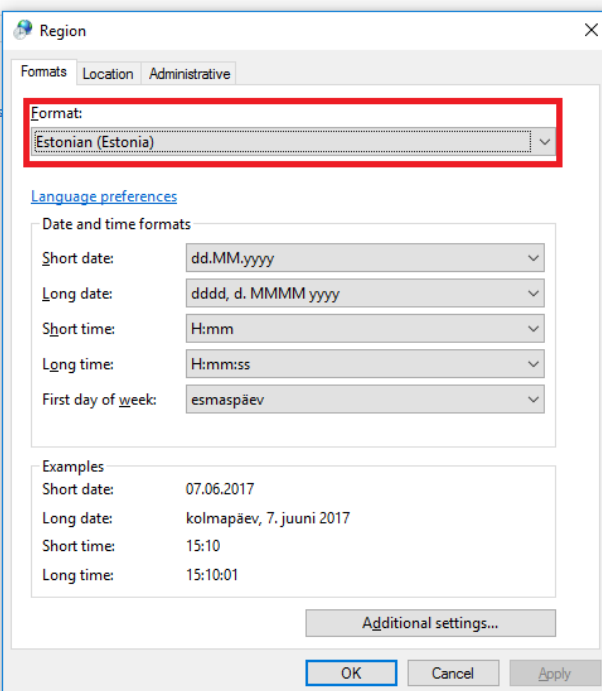 Region
Formats Location Administrative
Format:
Estonian (Estonia)
Language preferences
Date and time formats
Short date: dd.MM.yyyy
Long date: dddd, d. MMMM yyyy
Short time: H:mm
Long time: H:mm:ss
First day of week: esmaspäev
Examples
Short date: 07.06.2017
Long date: kolmapäev, 7. juuni 2017
Short time: 15:10
Long time: 15:10:01
Additional settings...
OK Cancel Apply